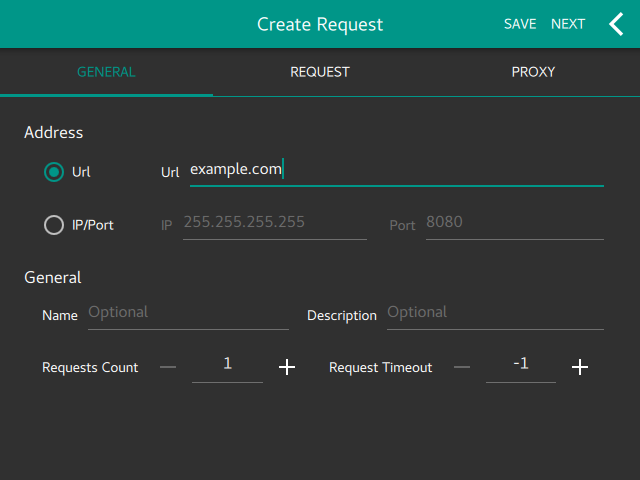 Create Request SAVE NEXT
GENERAL REQUEST PROXY
Address
Url Url example.com
IP/Port IP 255.255.255.255 Port 8080
General
Name Optional Description Optional
Requests Count 1 Request Timeout -1